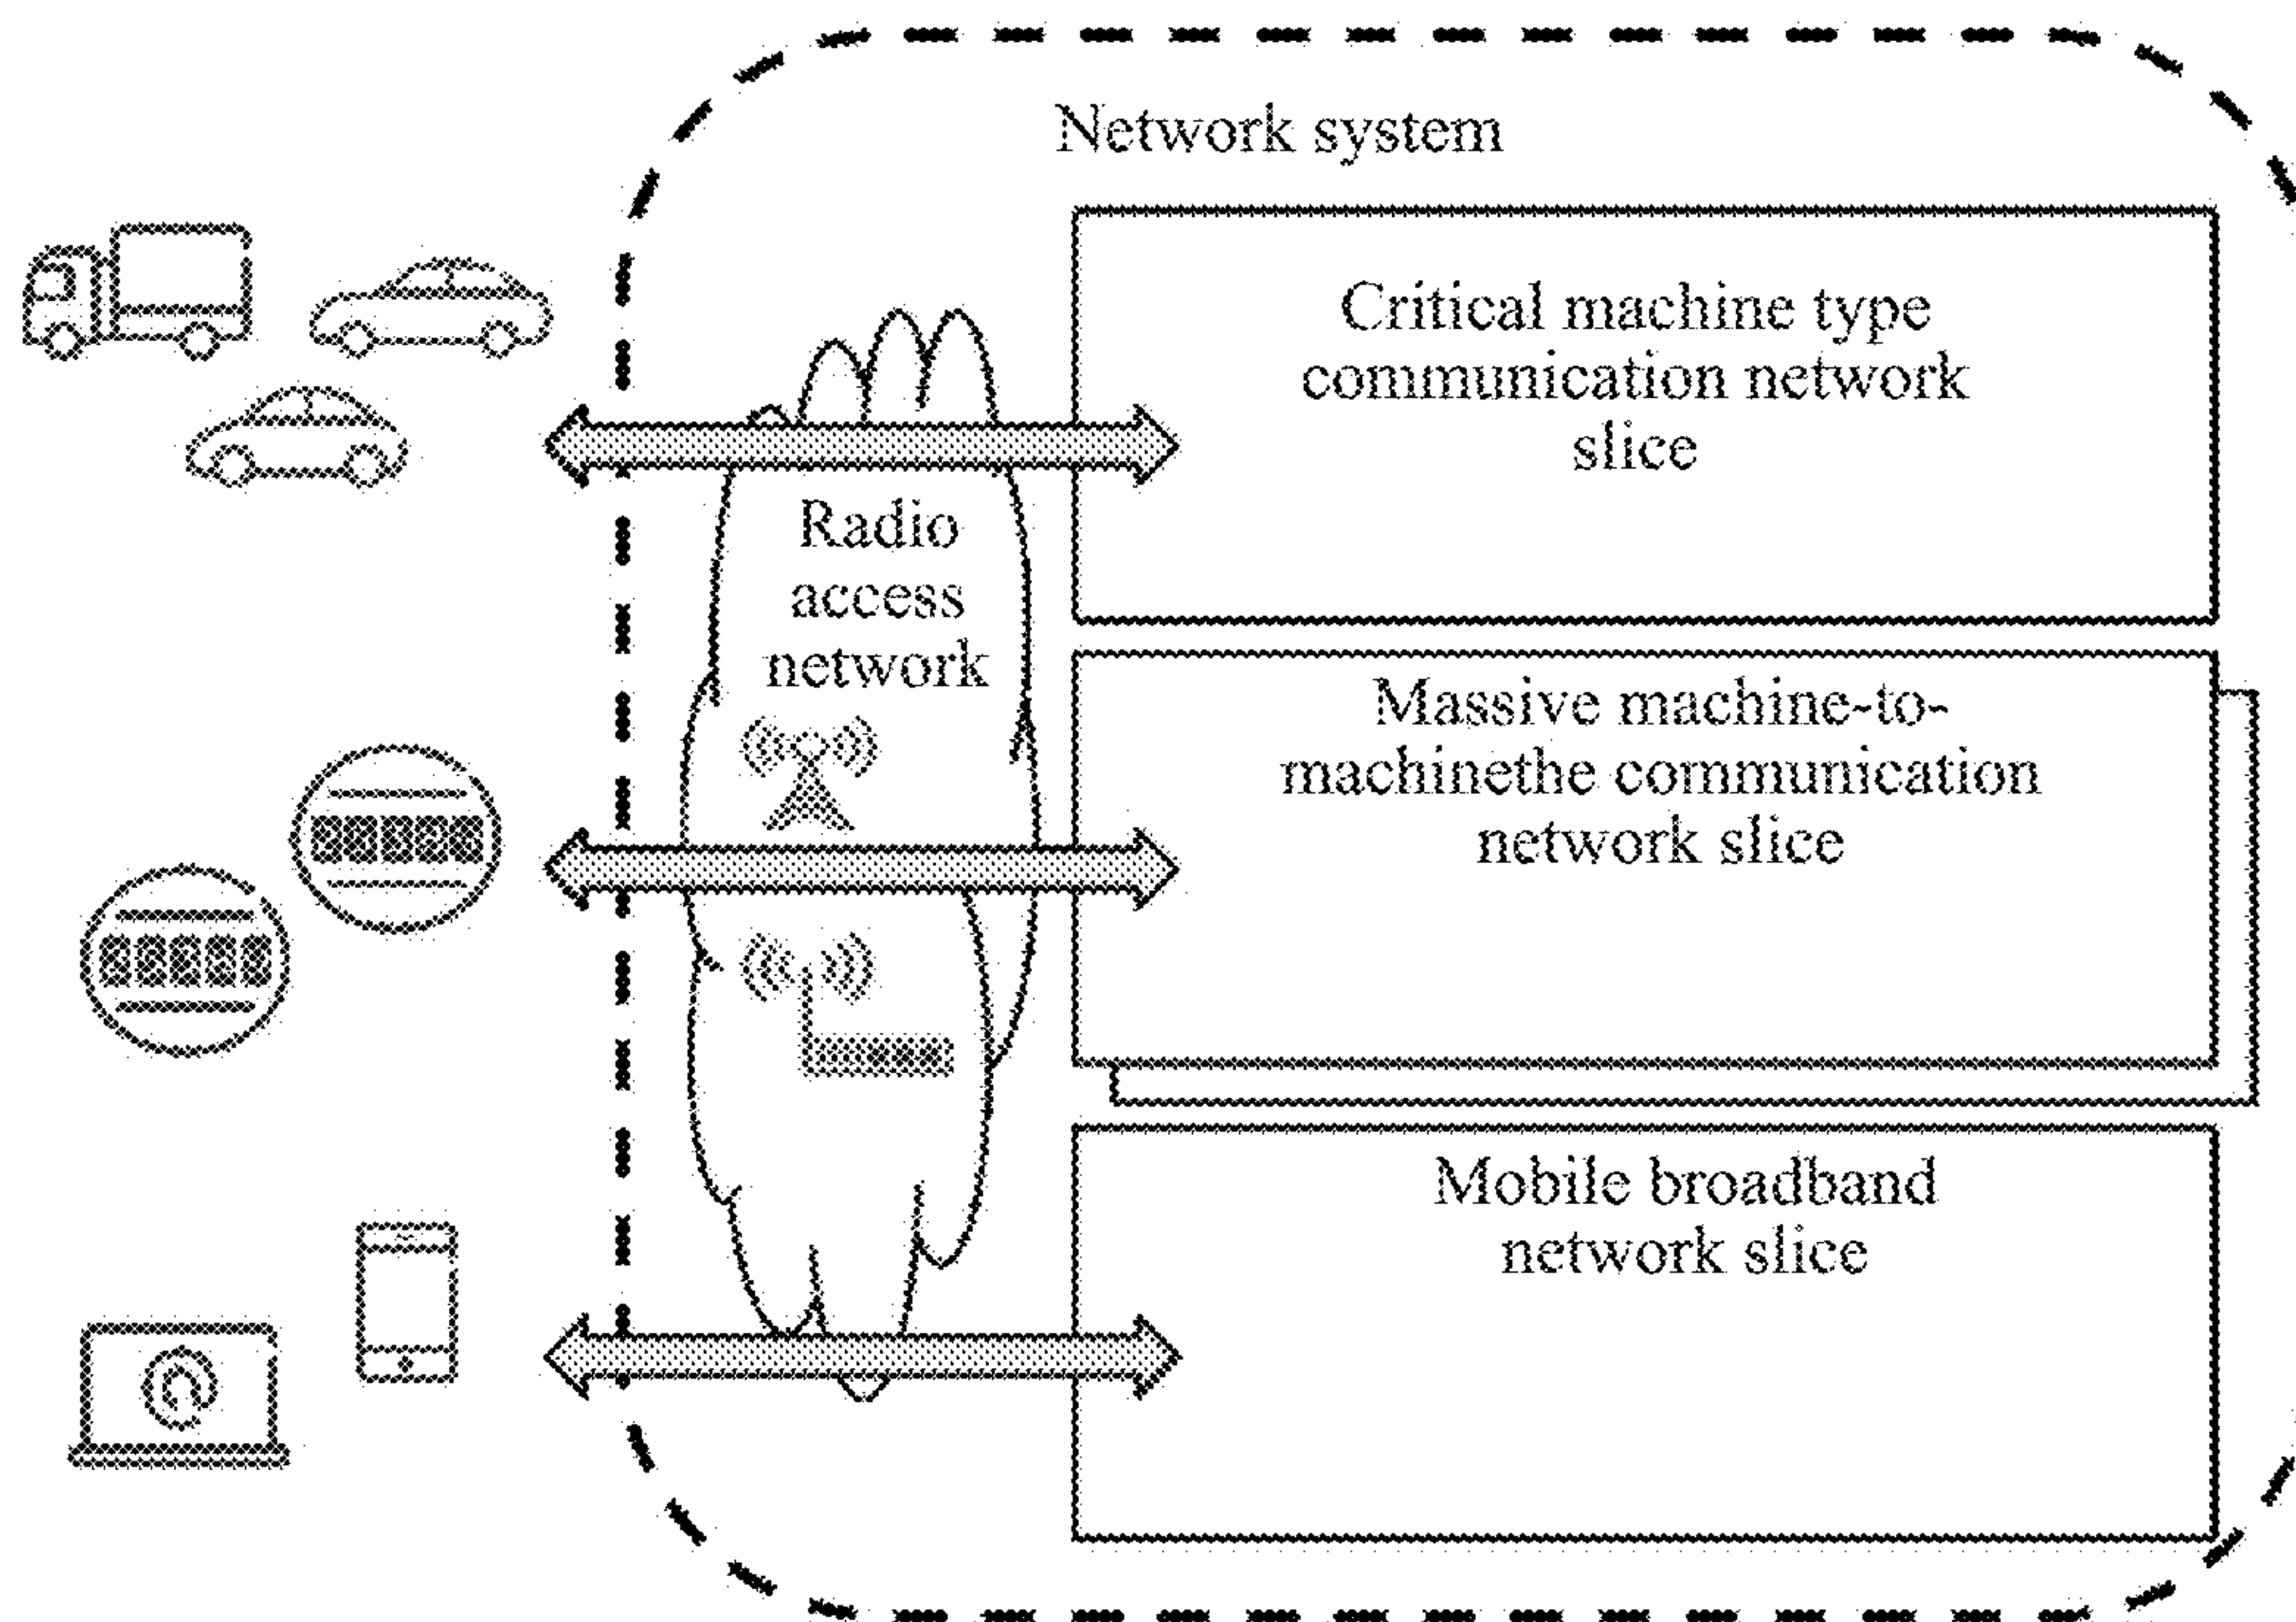 Network system
Critical machine type
communication network
slice
Radio
access
network
Massive machine-to-
machinethe communication
network slice
Mobile broadband
network slice